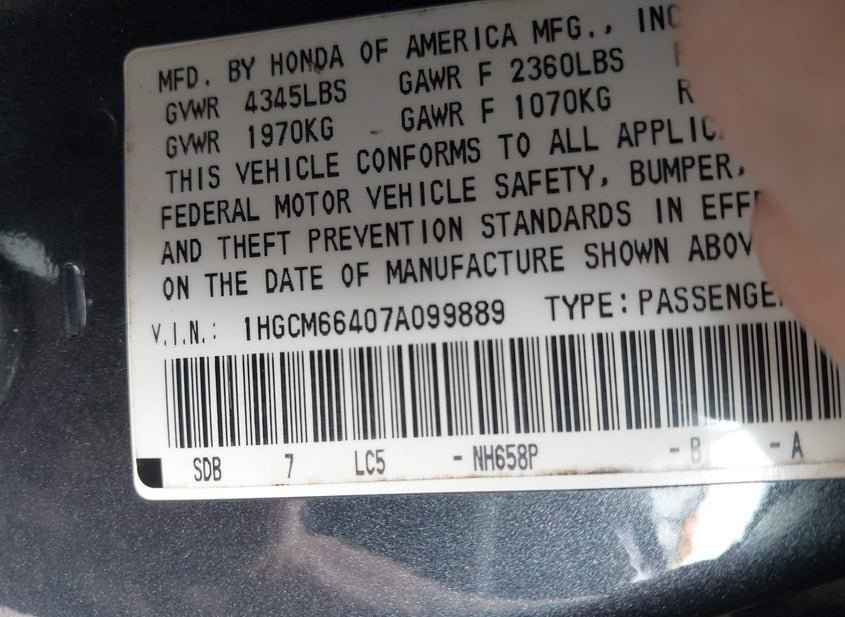 MFD. BY HONDA OF AMERICA MFG., INC
GVWR 4345LBS GAWR F 2360LBS
GVWR 1970KG GAWR F 1070KG R
THIS VEHICLE CONFORMS TO ALL APPLIC
FEDERAL MOTOR VEHICLE SAFETY, BUMPER,
AND THEFT PREVENTION STANDARDS IN EFF
ON THE DATE OF MANUFACTURE SHOWN ABOV
V.I.N.: 1HGCM66407A099889 TYPE: PASSENGE
SDB 7 LC5 - NH658P - B - A